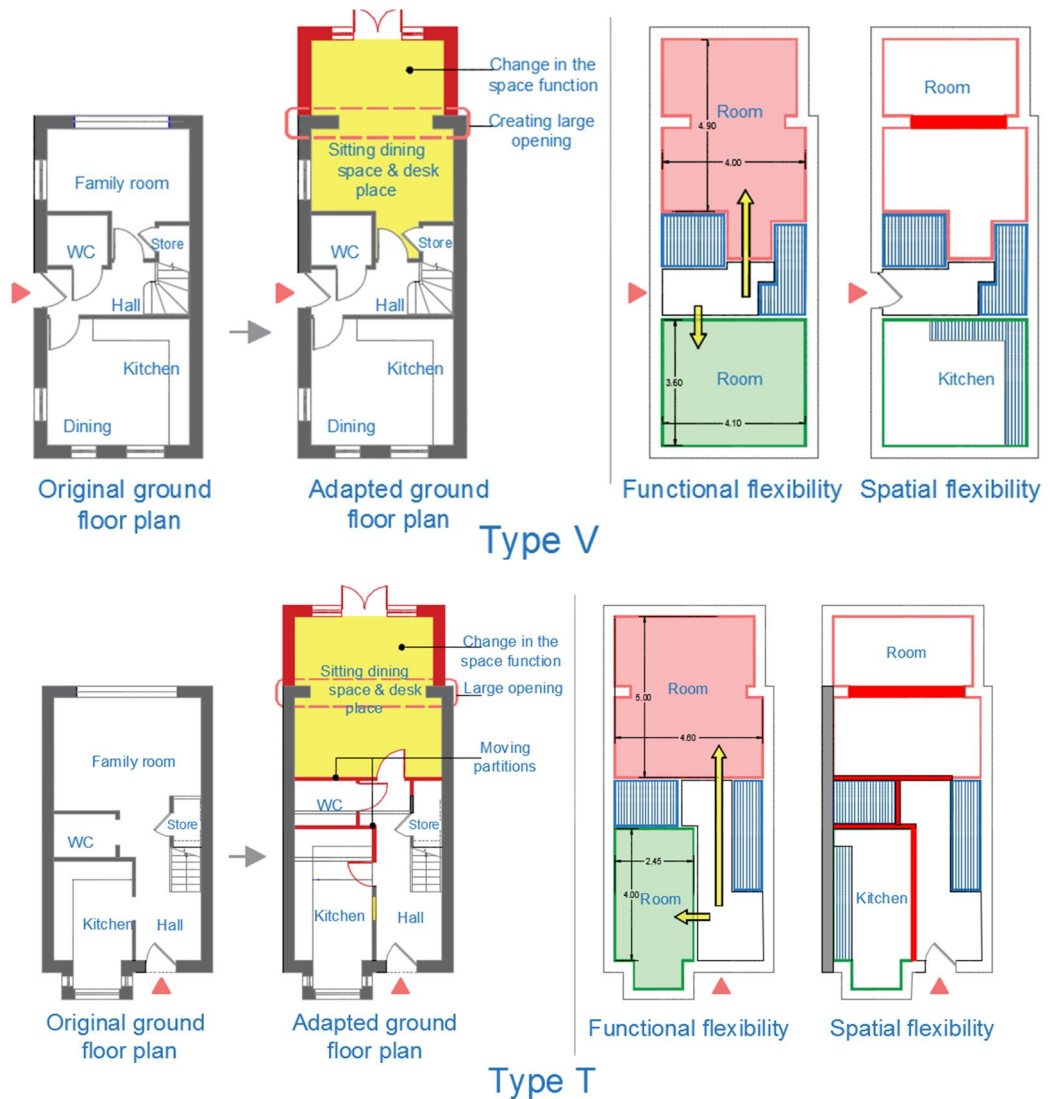 Change in the
space function
Creating large
opening
Family room
WC
Store
Hall
Kitchen
Dining
Sitting dining
space & desk
place
WC
Store
Hall
Kitchen
Dining
Room
4.90
4.00
Room
3.60
4.10
Room
Kitchen
Original ground
floor plan
Adapted ground
floor plan
Functional flexibility
Spatial flexibility
Type V
Family room
WC
Store
Kitchen
Hall
Change in the
space function
Large opening
Moving
partitions
Sitting dining
space & desk
place
WC
Store
Kitchen
Hall
Room
5.00
4.60
2.45
4.00
Room
Room
Kitchen
Original ground
floor plan
Adapted ground
floor plan
Functional flexibility
Spatial flexibility
Type T